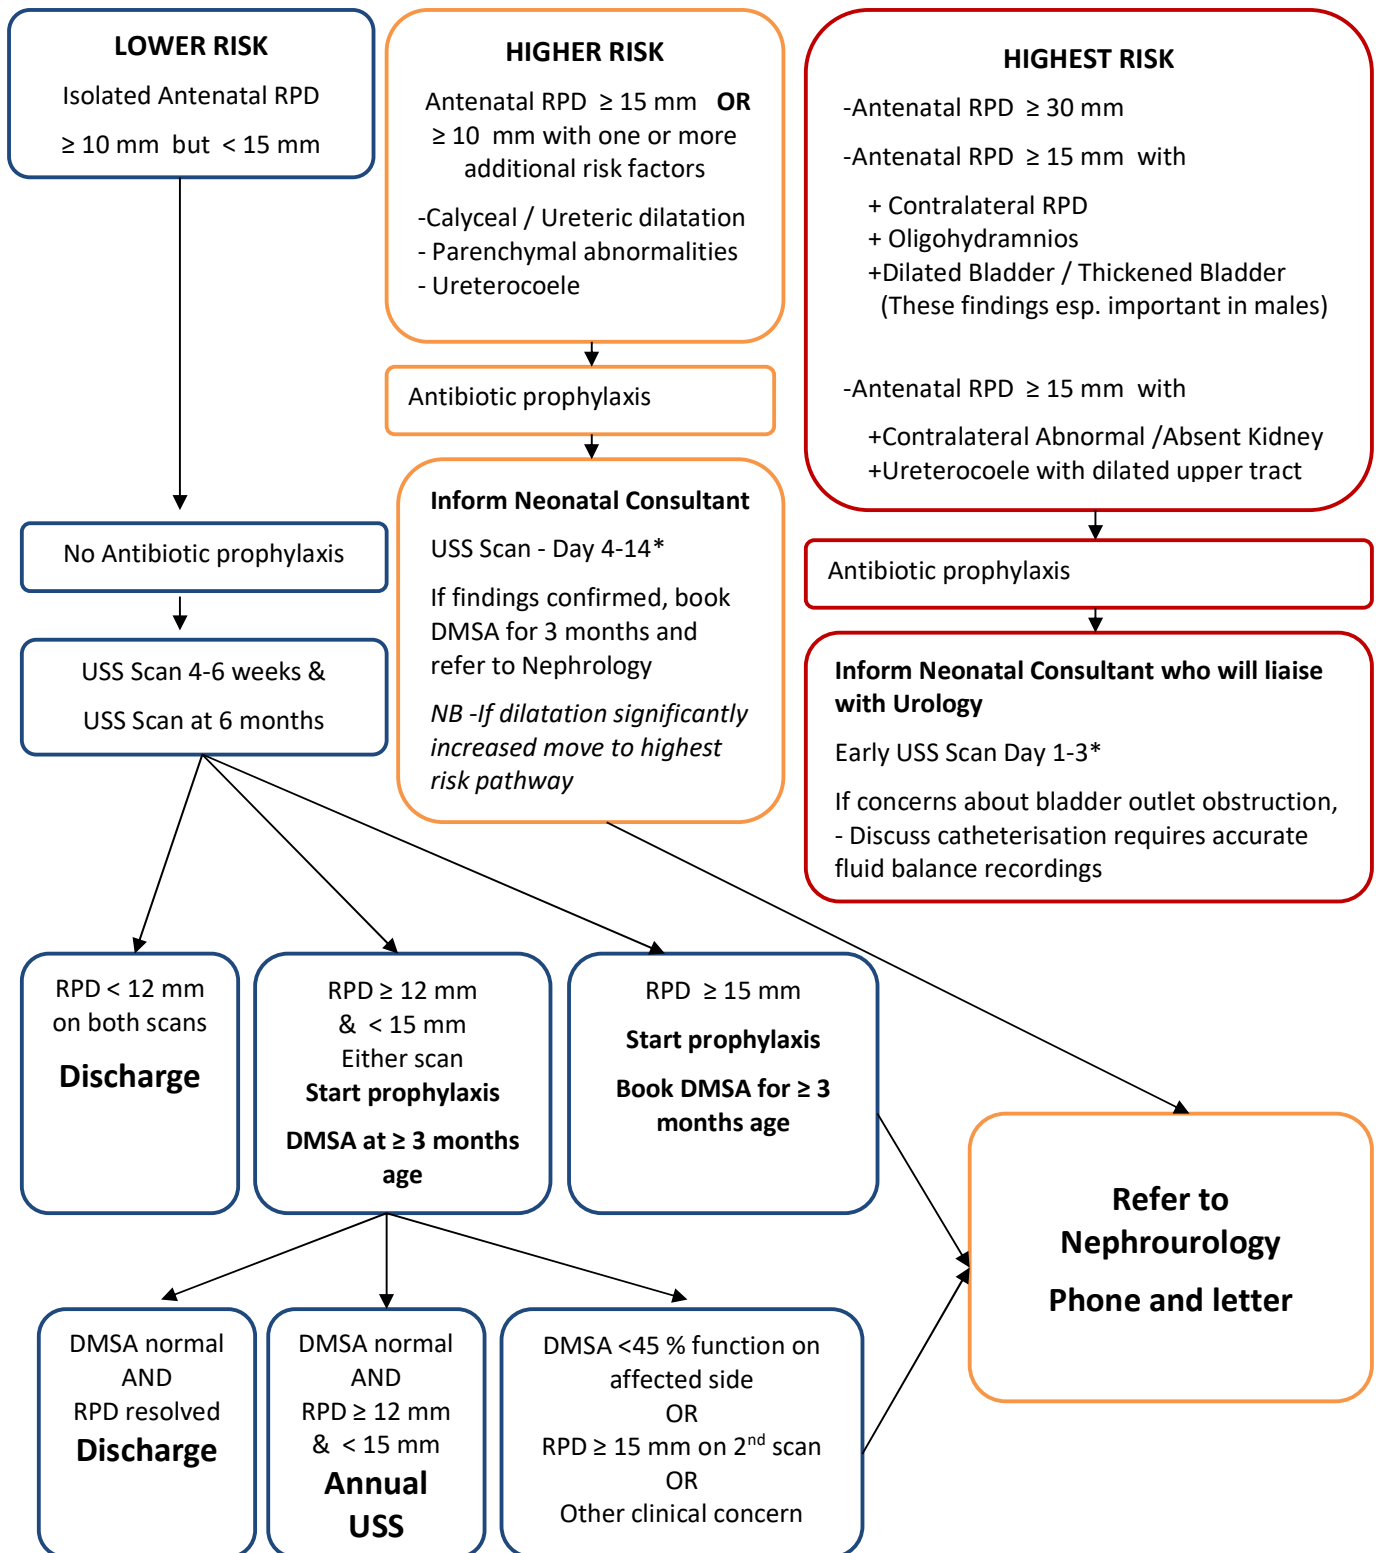 LOWER RISK
Isolated Antenatal RPD
≥ 10 mm but < 15 mm
HIGHER RISK
Antenatal RPD ≥ 15 mm OR
≥ 10 mm with one or more
additional risk factors
-Calyceal / Ureteric dilatation
- Parenchymal abnormalities
- Ureterocoele
HIGHEST RISK
-Antenatal RPD ≥ 30 mm
-Antenatal RPD ≥ 15 mm with
+ Contralateral RPD
+ Oligohydramnios
+Dilated Bladder / Thickened Bladder
(These findings esp. important in males)
-Antenatal RPD ≥ 15 mm with
+Contralateral Abnormal /Absent Kidney
+Ureterocoele with dilated upper tract
Antibiotic prophylaxis
No Antibiotic prophylaxis
Antibiotic prophylaxis
USS Scan 4-6 weeks &
USS Scan at 6 months
Inform Neonatal Consultant
USS Scan - Day 4-14*
If findings confirmed, book
DMSA for 3 months and
refer to Nephrology
NB -If dilatation significantly
increased move to highest
risk pathway
Inform Neonatal Consultant who will liaise
with Urology
Early USS Scan Day 1-3*
If concerns about bladder outlet obstruction,
- Discuss catheterisation requires accurate
fluid balance recordings
RPD < 12 mm
on both scans
Discharge
RPD ≥ 12 mm
& < 15 mm
Either scan
Start prophylaxis
DMSA at ≥ 3 months
age
RPD ≥ 15 mm
Start prophylaxis
Book DMSA for ≥ 3
months age
Refer to
Nephrourology
Phone and letter
DMSA normal
AND
RPD resolved
Discharge
DMSA normal
AND
RPD ≥ 12 mm
& < 15 mm
Annual
USS
DMSA <45 % function on
affected side
OR
RPD ≥ 15 mm on 2nd scan
OR
Other clinical concern